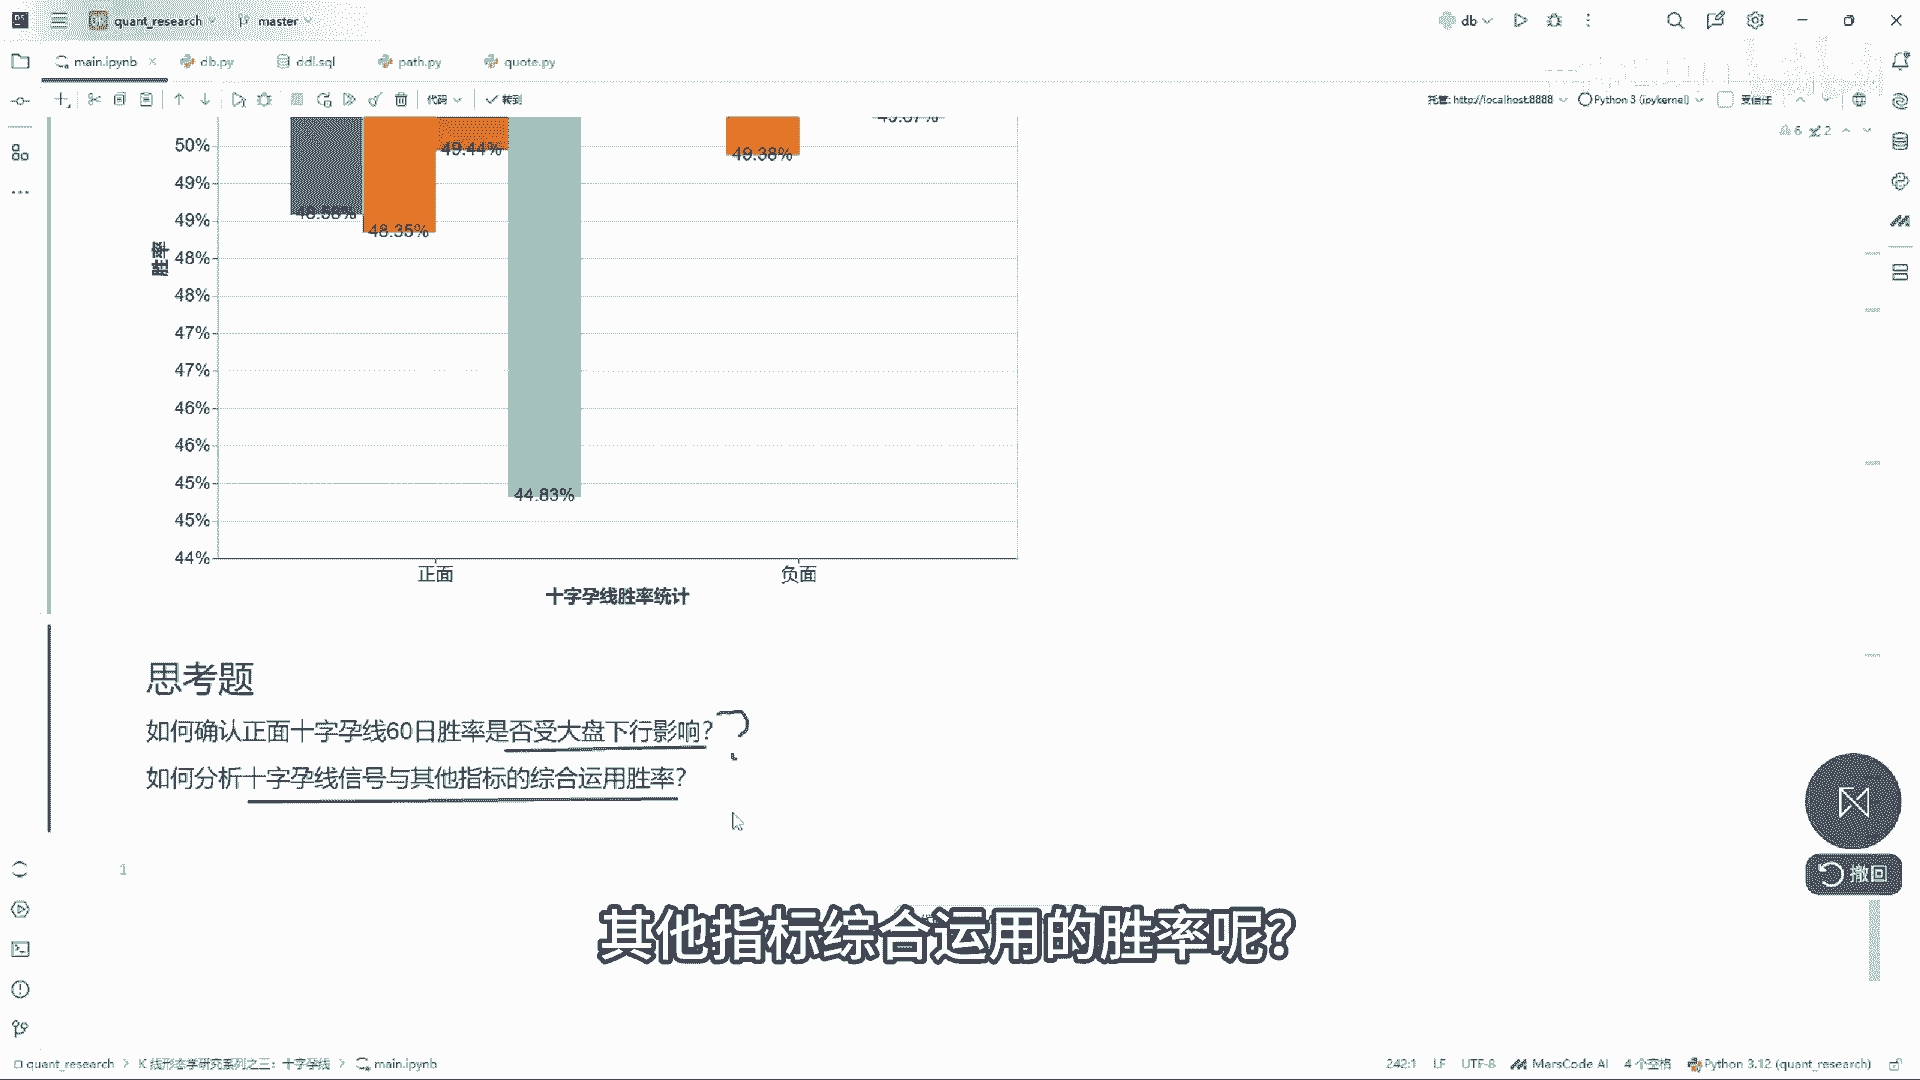 quant_research
master
db
main.ipynb
db.py
ddl.sql
path.py
quote.py
代码
转到
托管: http://localhost:8888
Python 3 (ipykernel)
受信任
6
2
50%
49%
49%
48%
48%
47%
47%
46%
46%
45%
45%
44%
胜率
48.58%
48.35%
49.44%
44.83%
49.38%
正面
负面
十字孕线胜率统计
思考题
如何确认正面十字孕线60日胜率是否受大盘下行影响?
如何分析十字孕线信号与其他指标的综合运用胜率?
1
撤回
其他指标综合运用的胜率呢?
quant_research
K 线形态学研究系列之三：十字孕线
main.ipynb
242:1
LF
UTF-8
MarsCode AI
4 个空格
Python 3.12 (quant_research)